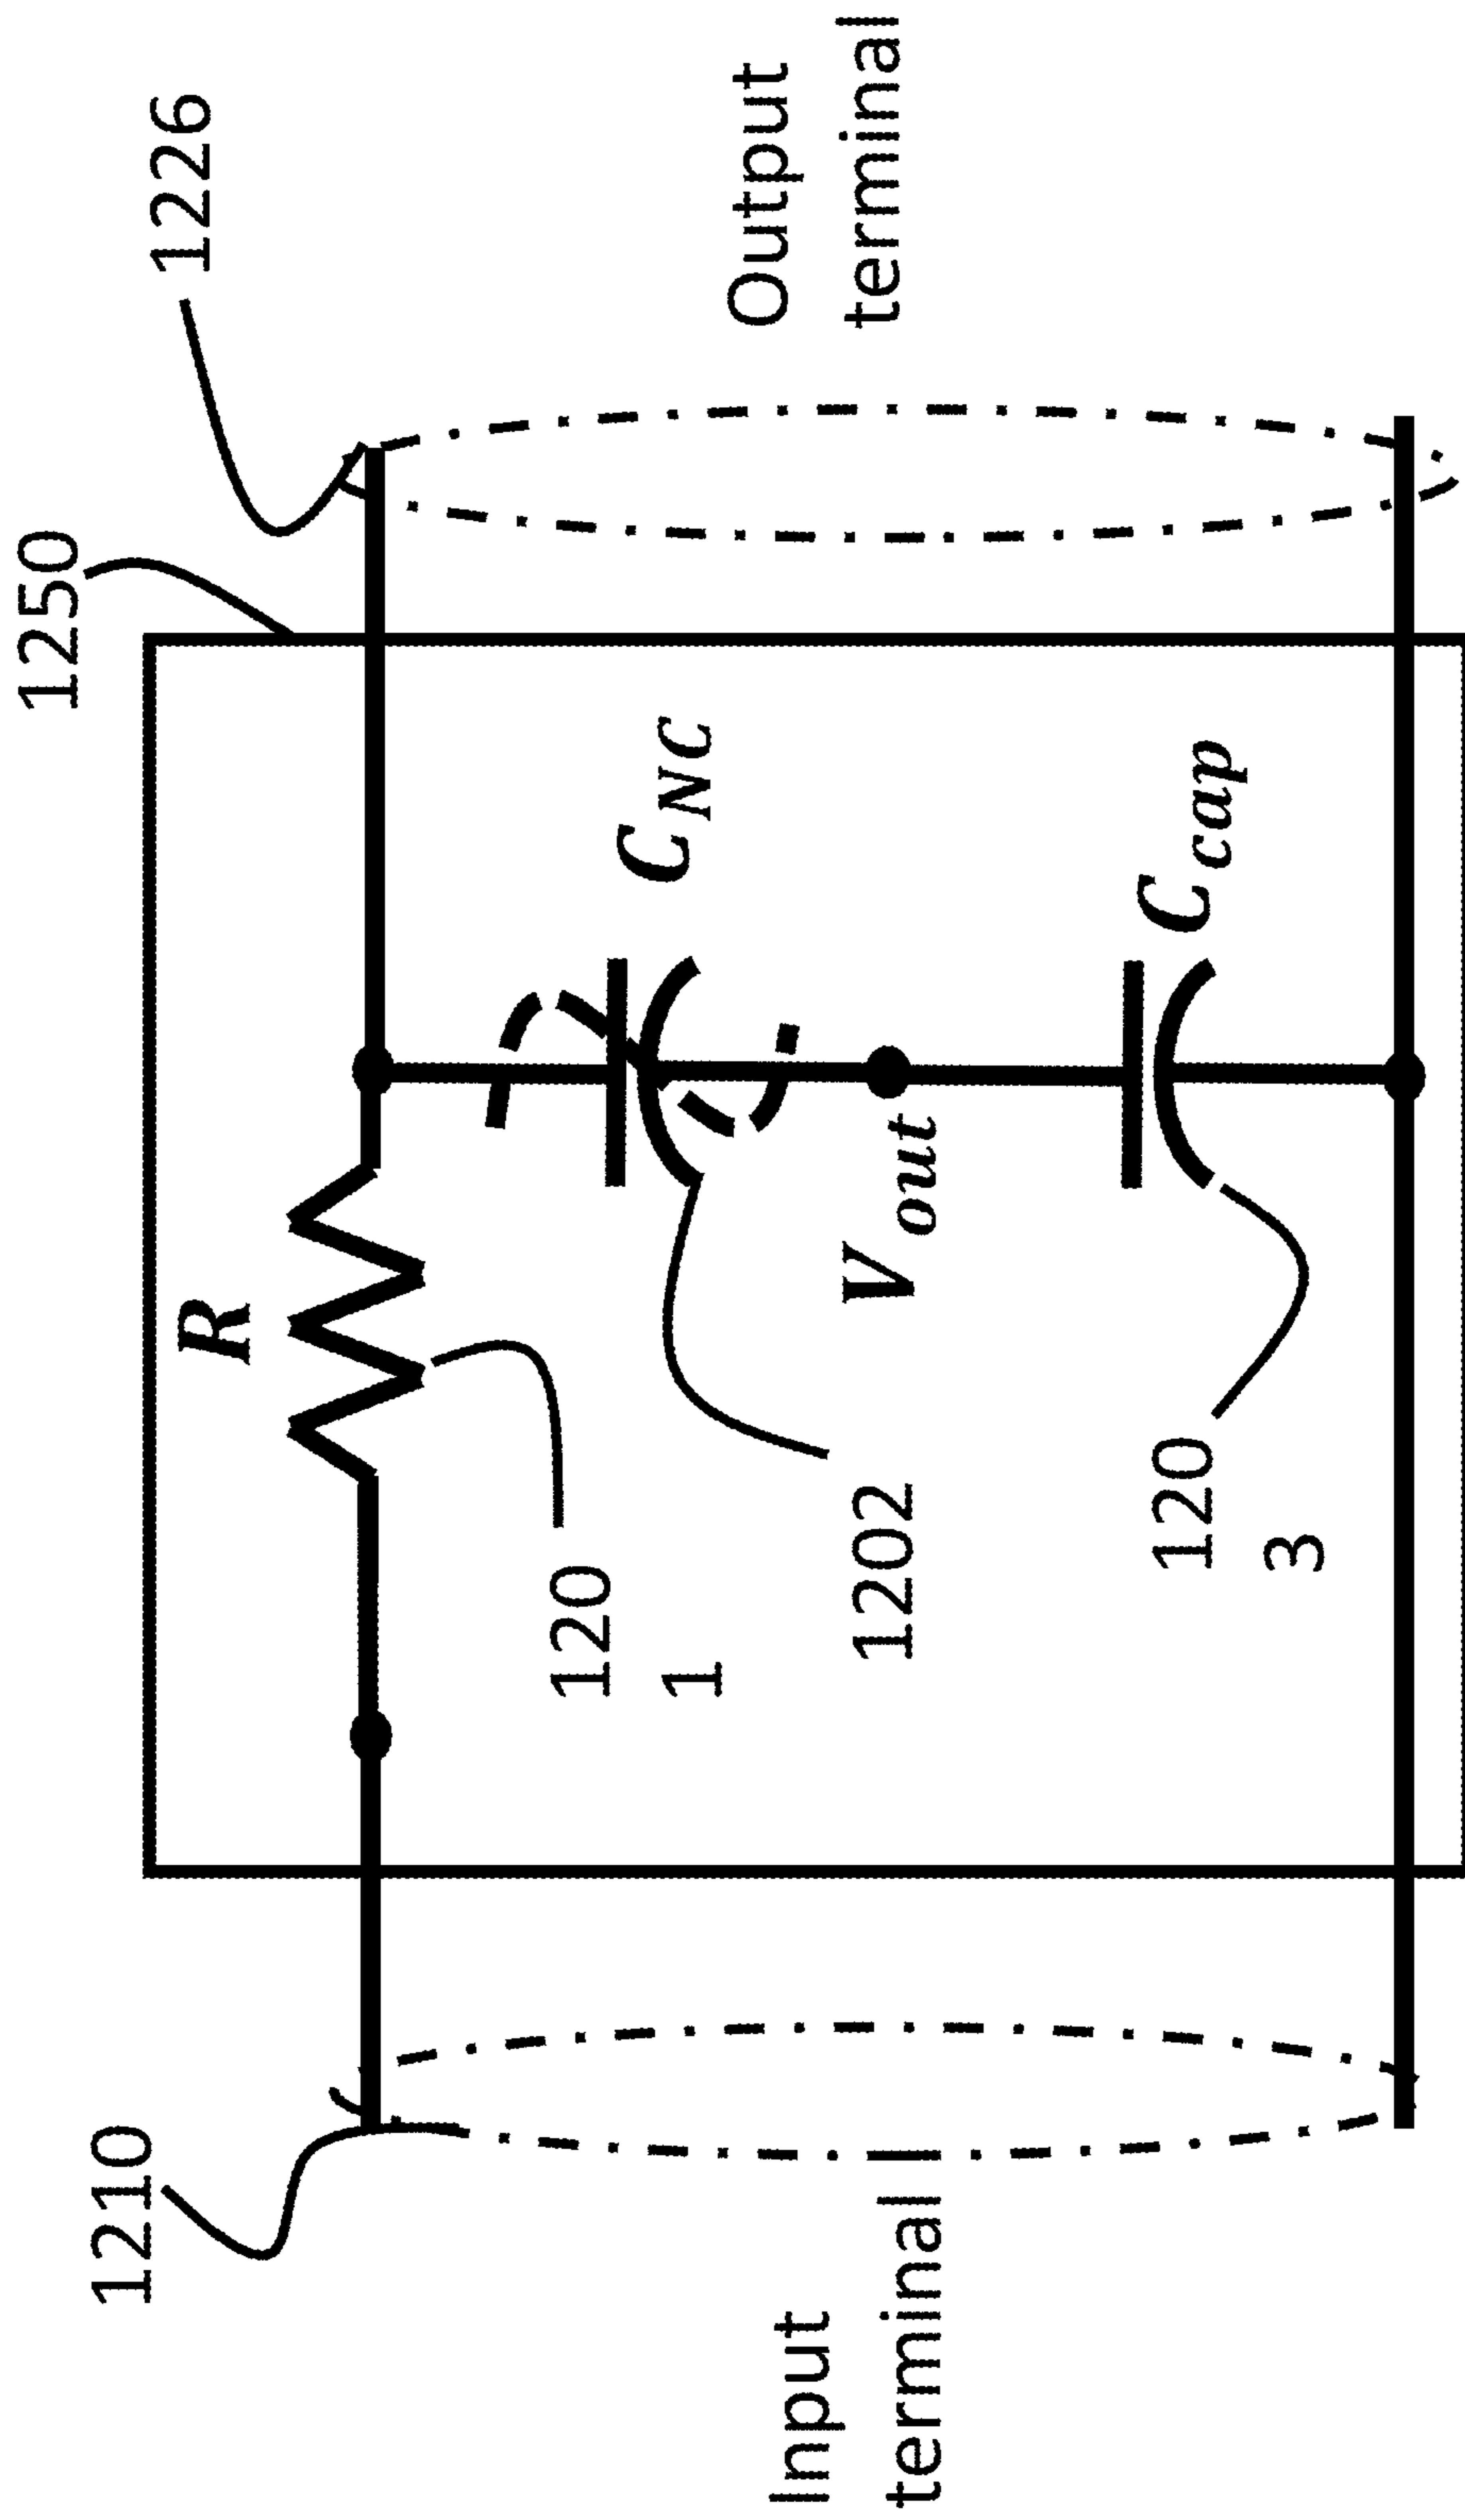 1250
1226
1210
R
120
1
C_NC
1202
V_out
C_cap
120
3
Input
terminal
Output
terminal